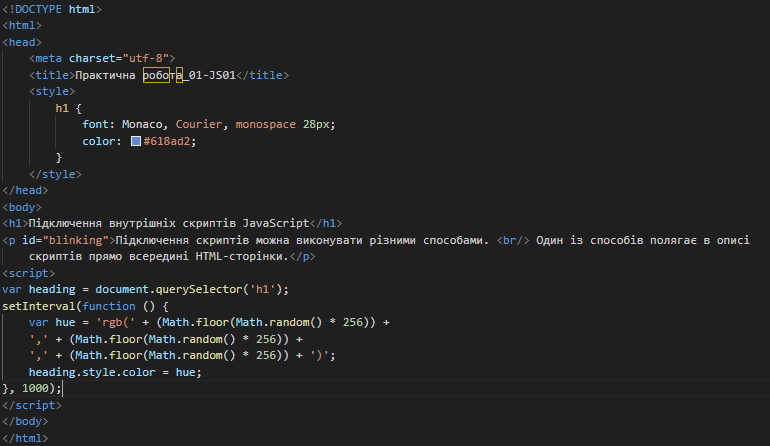 <!DOCTYPE html>
<html>
<head>
    <meta charset="utf-8">
    <title>Практична робота_01-JS01</title>
    <style>
        h1 {
            font: Monaco, Courier, monospace 28px;
            color: #618ad2;
        }
    </style>
</head>
<body>
<h1>Підключення внутрішніх скриптів JavaScript</h1>
<p id="blinking">Підключення скриптів можна виконувати різними способами. <br/> Один із способів полягає в описі
    скриптів прямо всередині HTML-сторінки.</p>
<script>
var heading = document.querySelector('h1');
setInterval(function () {
    var hue = 'rgb(' + (Math.floor(Math.random() * 256)) +
    ',' + (Math.floor(Math.random() * 256)) +
    ',' + (Math.floor(Math.random() * 256)) + ')';
    heading.style.color = hue;
}, 1000);
</script>
</body>
</html>